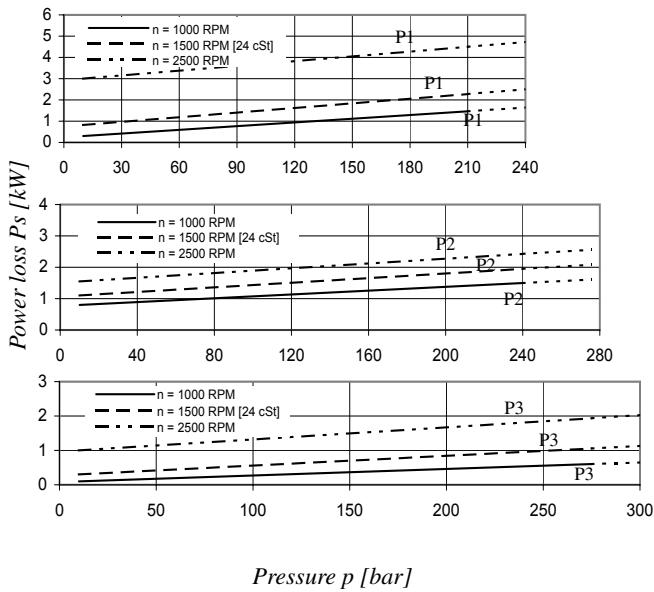 6
5
4
3
2
1
0
n = 1000 RPM
n = 1500 RPM [24 cSt]
n = 2500 RPM
P1
P1
P1
0 30 60 90 120 150 180 210 240
Power loss Ps [kW]
4
3
2
1
0
n = 1000 RPM
n = 1500 RPM [24 cSt]
n = 2500 RPM
P2
P2
P2
0 40 80 120 160 200 240 280
3
2
1
0
n = 1000 RPM
n = 1500 RPM [24 cSt]
n = 2500 RPM
P3
P3
P3
0 50 100 150 200 250 300
Pressure p [bar]